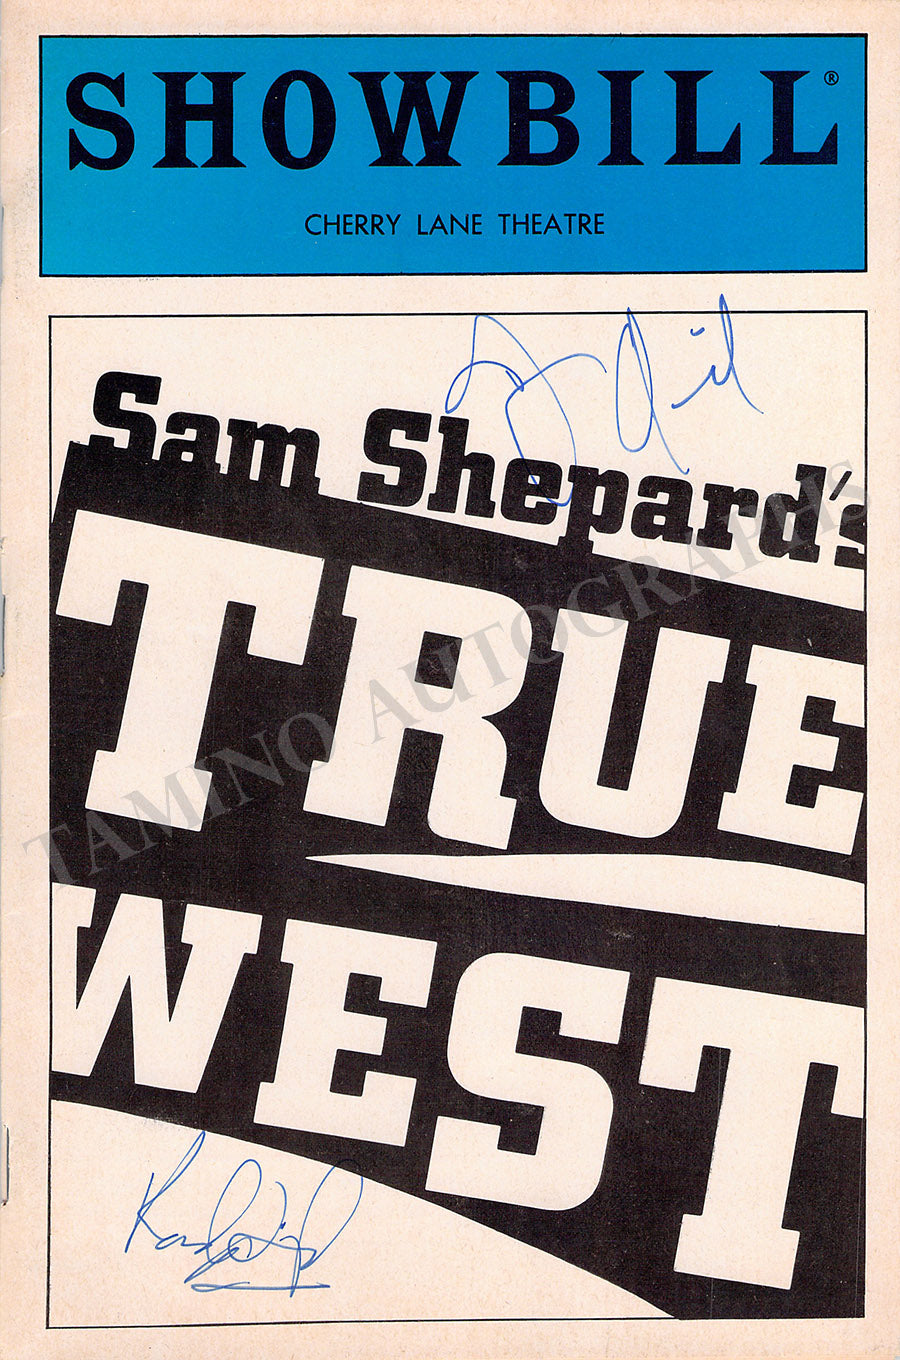 SHOWBILL®
CHERRY LANE THEATRE
Sam Shepard's
TRUE
WEST
TAMINO AUTOGRAPHS